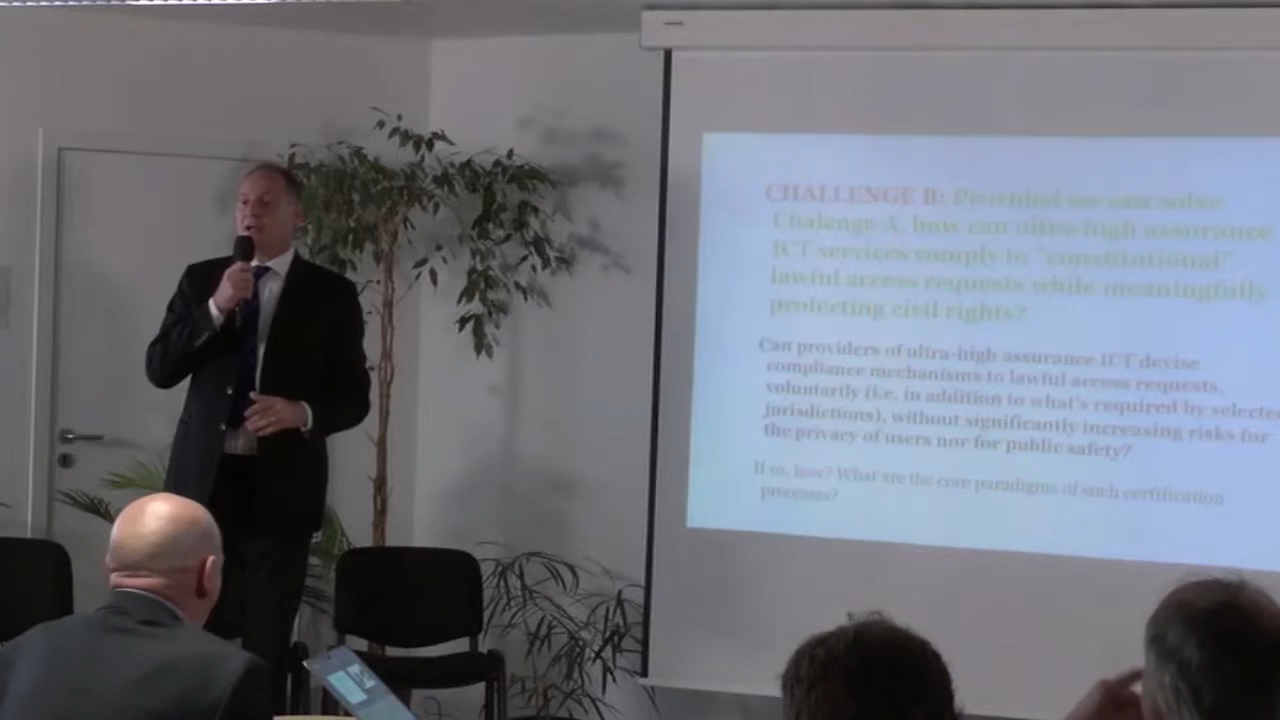 CHALLENGE B: Provided we can solve
Chalenge A, how can ultra-high assurance
ICT services comply to "constitutional"
lawful access requests while meaningfully
protecting civil rights?
Can providers of ultra-high assurance ICT devise
compliance mechanisms to lawful access requests,
voluntarily (i.e. in addition to what's required by selecte
jurisdictions), without significantly increasing risks for
the privacy of users nor for public safety?
If so, how? What are the core paradigms of such certification
processes?